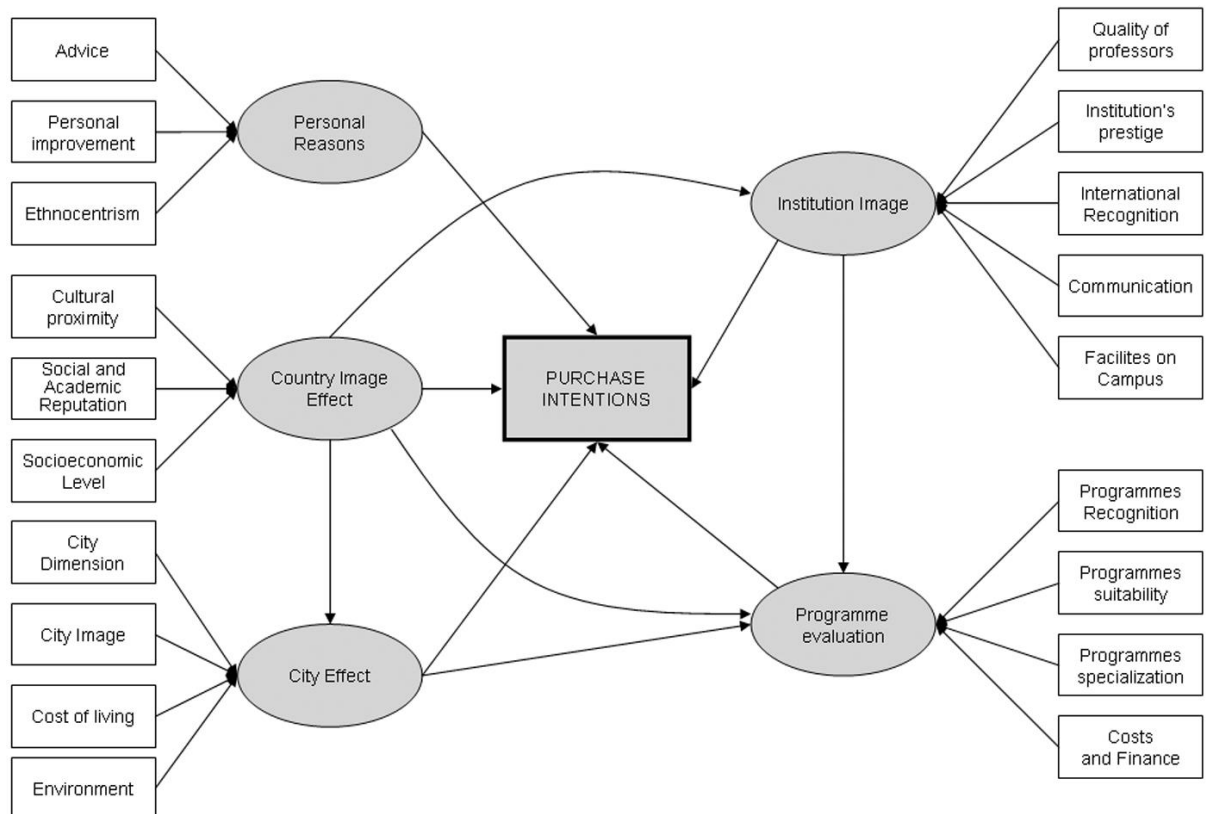 Advice
Personal
improvement
Ethnocentrism
Cultural
proximity
Social and
Academic
Reputation
Socioeconomic
Level
City
Dimension
City Image
Cost of living
Environment
Personal
Reasons
Country Image
Effect
City Effect
PURCHASE
INTENTIONS
Institution Image
Programme
evaluation
Quality of
professors
Institution's
prestige
International
Recognition
Communication
Facilites on
Campus
Programmes
Recognition
Programmes
suitability
Programmes
specialization
Costs
and Finance